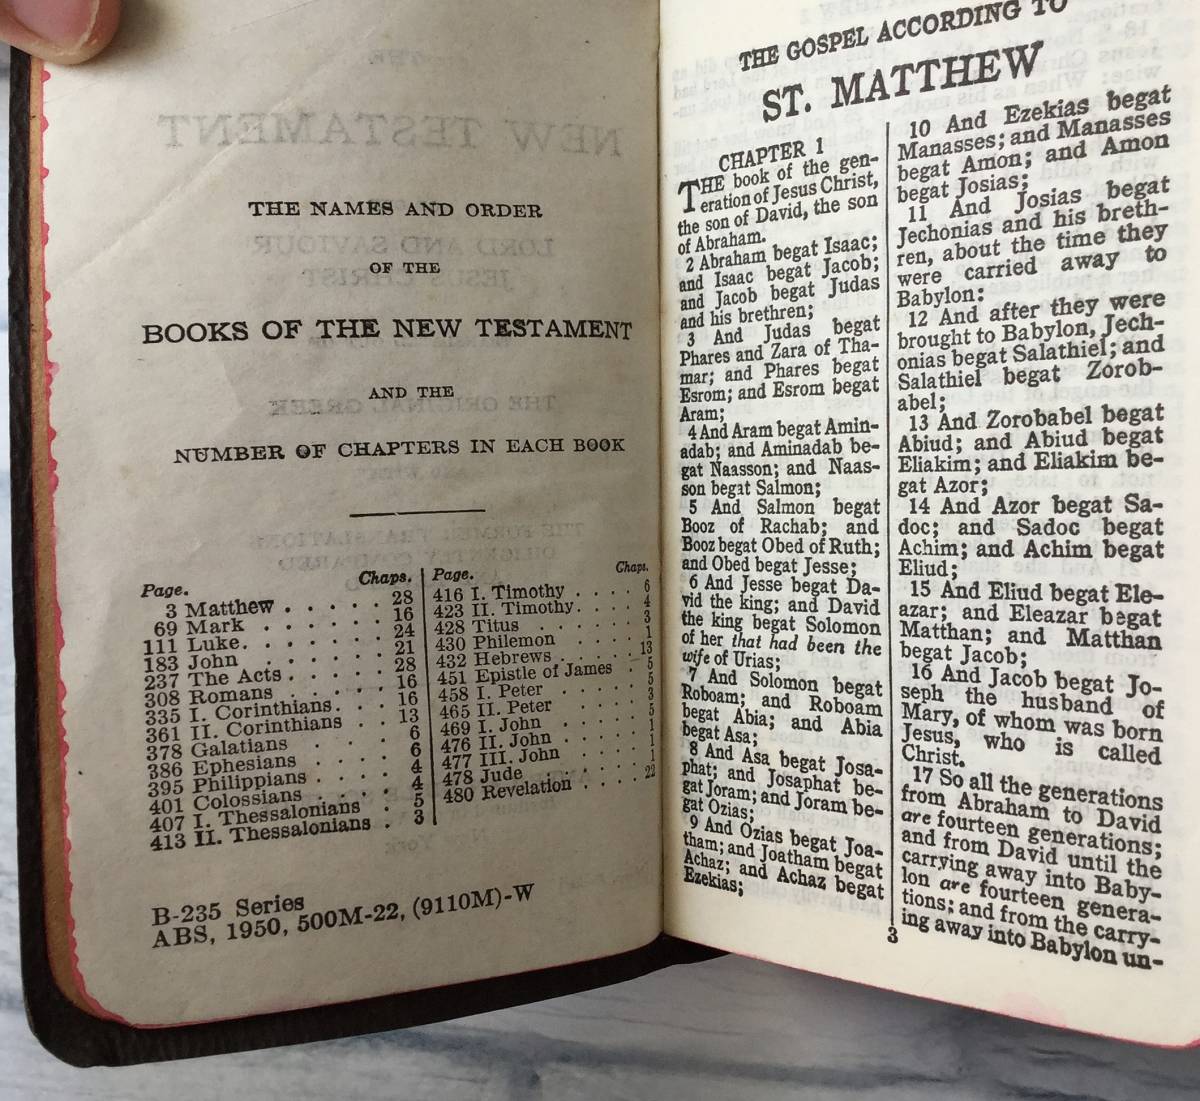 THE NAMES AND ORDER
OF THE
BOOKS OF THE NEW TESTAMENT
AND THE
NUMBER OF CHAPTERS IN EACH BOOK
Page. Chaps.
3 Matthew . . . . . 28
69 Mark . . . . . . 16
111 Luke. . . . . . . 24
183 John . . . . . . 21
237 The Acts . . . . . 28
308 Romans . . . . . 16
335 I. Corinthians. . . . 16
361 II. Corinthians . . . 13
378 Galatians . . . . 6
386 Ephesians . . . . 6
395 Philippians . . . . 4
401 Colossians . . . . 4
407 I. Thessalonians . 5
413 II. Thessalonians . 3
Page. Chaps.
416 I. Timothy . . . . 6
423 II. Timothy. . . . 4
428 Titus . . . . . . 3
430 Philemon . . . . 1
432 Hebrews . . . . . 13
451 Epistle of James . 5
458 I. Peter . . . . . 5
465 II. Peter . . . . 3
469 I. John . . . . . 5
476 II. John . . . . . 1
477 III. John . . . . 1
478 Jude . . . . . . 1
480 Revelation . . . . 22
B-235 Series
ABS, 1950, 500M-22, (9110M)-W
THE GOSPEL ACCORDING TO
ST. MATTHEW
CHAPTER 1
THE book of the gen-
eration of Jesus Christ,
the son of David, the son
of Abraham.
2 Abraham begat Isaac;
and Isaac begat Jacob;
and Jacob begat Judas
and his brethren;
3 And Judas begat
Phares and Zara of Tha-
mar; and Phares begat
Esrom; and Esrom begat
Aram;
4 And Aram begat Amin-
adab; and Aminadab be-
gat Naasson; and Naas-
son begat Salmon;
5 And Salmon begat
Booz of Rachab; and
Booz begat Obed of Ruth;
and Obed begat Jesse;
6 And Jesse begat Da-
vid the king; and David
the king begat Solomon
of her that had been the
wife of Urias;
7 And Solomon begat
Roboam; and Roboam
begat Abia; and Abia
begat Asa;
8 And Asa begat Josa-
phat; and Josaphat be-
gat Joram; and Joram be-
gat Ozias;
9 And Ozias begat Joa-
tham; and Joatham begat
Achaz; and Achaz begat
Ezekias;
10 And Ezekias begat
Manasses; and Manasses
begat Amon; and Amon
begat Josias;
11 And Josias begat
Jechonias and his breth-
ren, about the time they
were carried away to
Babylon:
12 And after they were
brought to Babylon, Jech-
onias begat Salathiel; and
Salathiel begat Zorob-
abel;
13 And Zorobabel begat
Abiud; and Abiud begat
Eliakim; and Eliakim be-
gat Azor;
14 And Azor begat Sa-
doc; and Sadoc begat
Achim; and Achim begat
Eliud;
15 And Eliud begat Ele-
azar; and Eleazar begat
Matthan; and Matthan
begat Jacob;
16 And Jacob begat Jo-
seph the husband of
Mary, of whom was born
Jesus, who is called
Christ.
17 So all the generations
from Abraham to David
are fourteen generations;
and from David until the
carrying away into Baby-
lon are fourteen genera-
tions; and from the carry-
ing away into Babylon un-
3